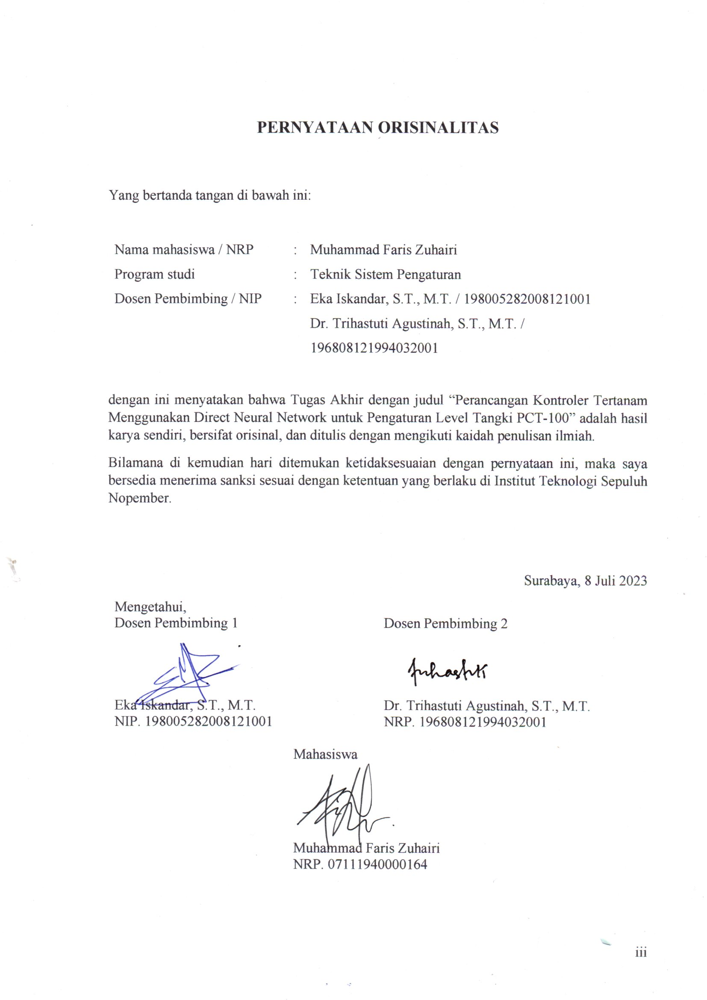 PERNYATAAN ORISINALITAS
Yang bertanda tangan di bawah ini:
Nama mahasiswa / NRP : Muhammad Faris Zuhairi
Program studi : Teknik Sistem Pengaturan
Dosen Pembimbing / NIP : Eka Iskandar, S.T., M.T. / 198005282008121001
Dr. Trihastuti Agustinah, S.T., M.T. /
196808121994032001
dengan ini menyatakan bahwa Tugas Akhir dengan judul “Perancangan Kontroler Tertanam
Menggunakan Direct Neural Network untuk Pengaturan Level Tangki PCT-100” adalah hasil
karya sendiri, bersifat orisinal, dan ditulis dengan mengikuti kaidah penulisan ilmiah.
Bilamana di kemudian hari ditemukan ketidaksesuaian dengan pernyataan ini, maka saya
bersedia menerima sanksi sesuai dengan ketentuan yang berlaku di Institut Teknologi Sepuluh
Nopember.
Surabaya, 8 Juli 2023
Mengetahui,
Dosen Pembimbing 1 Dosen Pembimbing 2
Eka Iskandar, S.T., M.T. Dr. Trihastuti Agustinah, S.T., M.T.
NIP. 198005282008121001 NRP. 196808121994032001
Mahasiswa
Muhammad Faris Zuhairi
NRP. 07111940000164
iii